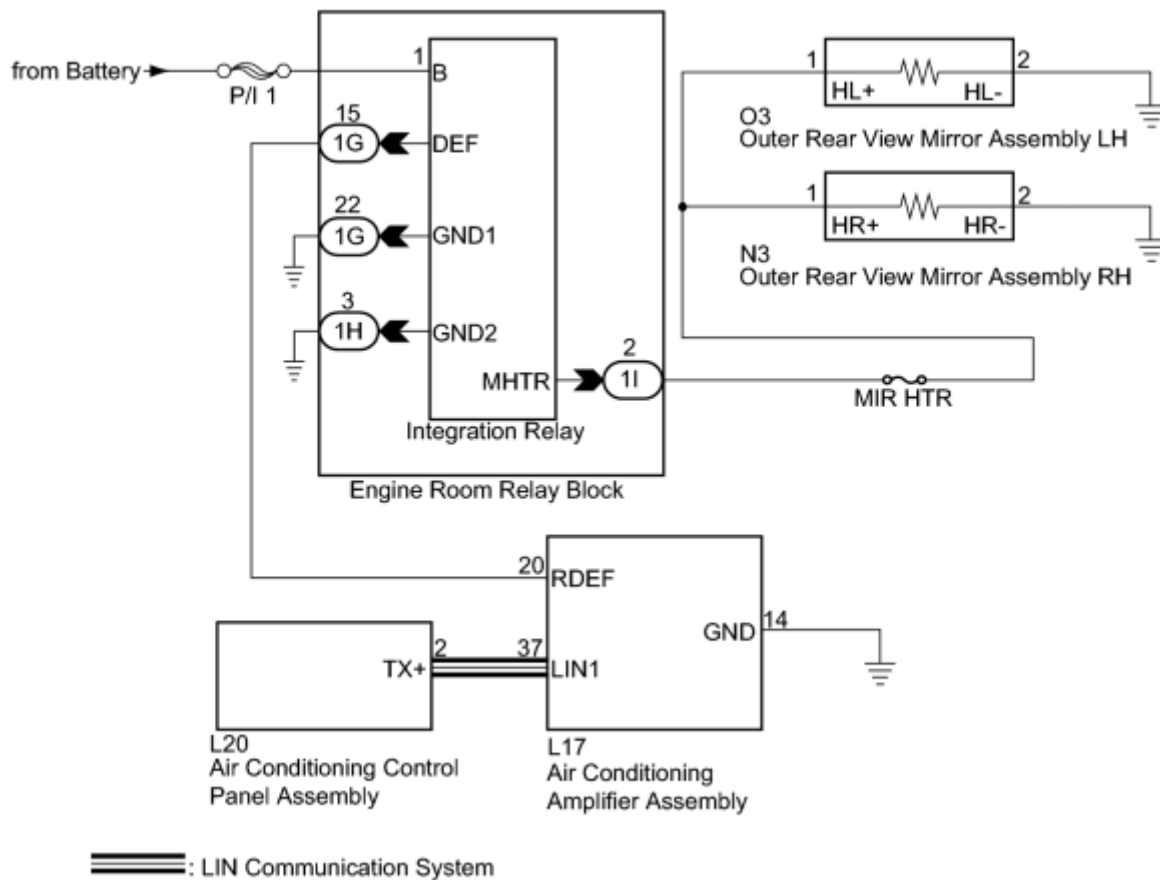 from Battery
P/I 1
1
B
15
1G
DEF
22
1G
GND1
3
1H
GND2
MHTR
2
1I
Integration Relay
Engine Room Relay Block
1
HL+
HL-
2
O3
Outer Rear View Mirror Assembly LH
1
HR+
HR-
2
N3
Outer Rear View Mirror Assembly RH
MIR HTR
20
RDEF
GND
14
TX+
2
37
LIN1
L20
Air Conditioning Control
Panel Assembly
L17
Air Conditioning
Amplifier Assembly
: LIN Communication System